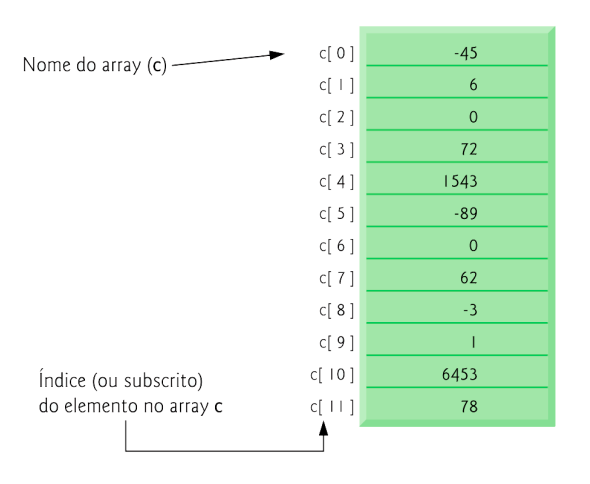 Nome do array (c)
c[ 0 ] -45
c[ 1 ] 6
c[ 2 ] 0
c[ 3 ] 72
c[ 4 ] 1543
c[ 5 ] -89
c[ 6 ] 0
c[ 7 ] 62
c[ 8 ] -3
c[ 9 ] 1
c[ 10 ] 6453
c[ 11 ] 78
Índice (ou subscrito)
do elemento no array c